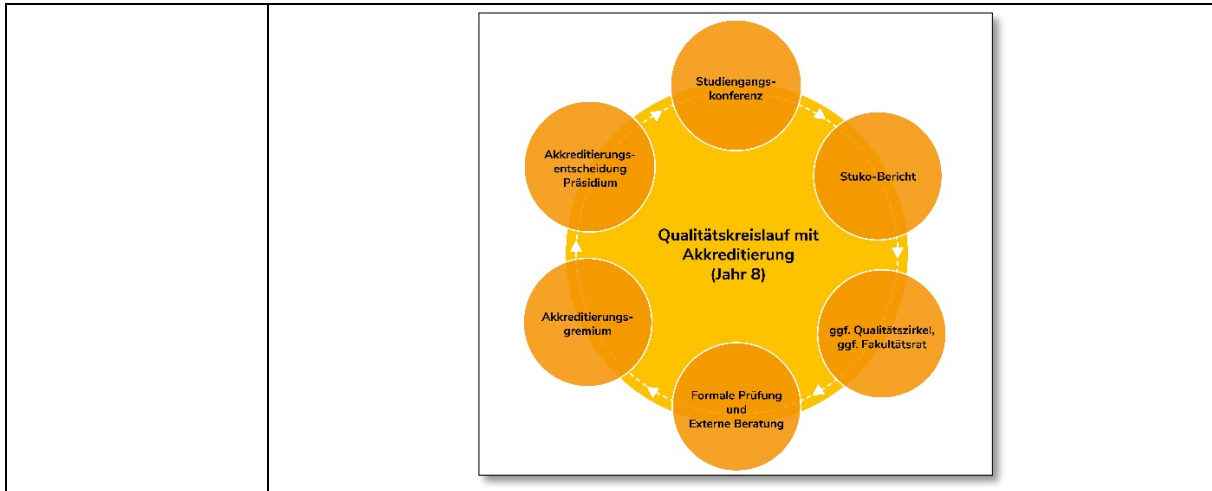 Studiengangs-
konferenz
Stuko-Bericht
ggf. Qualitätszirkel,
ggf. Fakultätsrat
Formale Prüfung
und
Externe Beratung
Akkreditierungs-
gremium
Akkreditierungs-
entscheidung
Präsidium
Qualitätskreislauf mit
Akkreditierung
(Jahr 8)